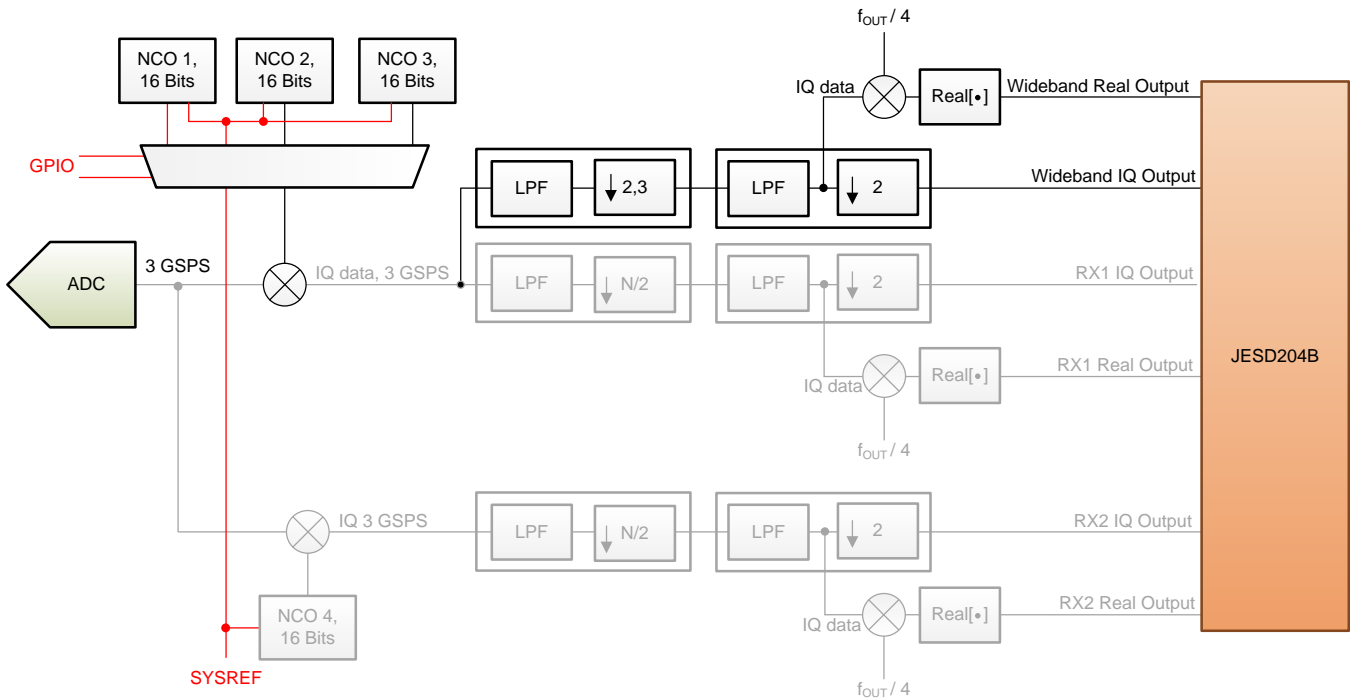 f_OUT / 4
NCO 1,
16 Bits
NCO 2,
16 Bits
NCO 3,
16 Bits
IQ data
Real[•]
Wideband Real Output
GPIO
LPF
2,3
LPF
2
Wideband IQ Output
ADC
3 GSPS
IQ data, 3 GSPS
LPF
N/2
LPF
2
RX1 IQ Output
JESD204B
IQ data
Real[•]
RX1 Real Output
f_OUT / 4
IQ 3 GSPS
LPF
N/2
LPF
2
RX2 IQ Output
NCO 4,
16 Bits
IQ data
Real[•]
RX2 Real Output
SYSREF
f_OUT / 4